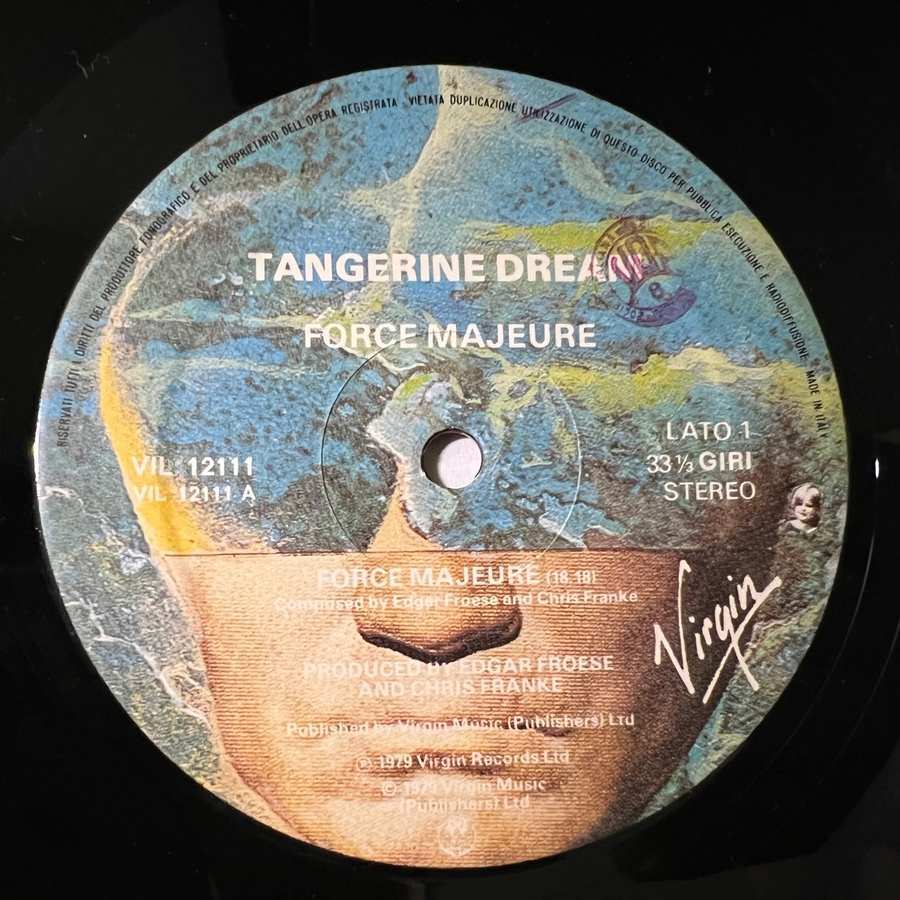 RISERVATI TUTTI I DIRITTI DEL PRODUTTORE FONOGRAFICO E DEL PROPRIETARIO DELL'OPERA REGISTRATA · VIETATA DUPLICAZIONE UTILIZZAZIONE DI QUESTO DISCO PER PUBBLICA ESECUZIONE E RADIODIFFUSIONE · MADE IN ITALY
TANGERINE DREAM
FORCE MAJEURE
VIL 12111
VIL 12111 A
LATO 1
33 ⅓ GIRI
STEREO
Virgin
FORCE MAJEURE (18.18)
Composed by Edger Froese and Chris Franke
PRODUCED BY EDGAR FROESE
AND CHRIS FRANKE
Published by Virgin Music (Publishers) Ltd
℗ 1979 Virgin Records Ltd
© 1979 Virgin Music
(Publishers) Ltd